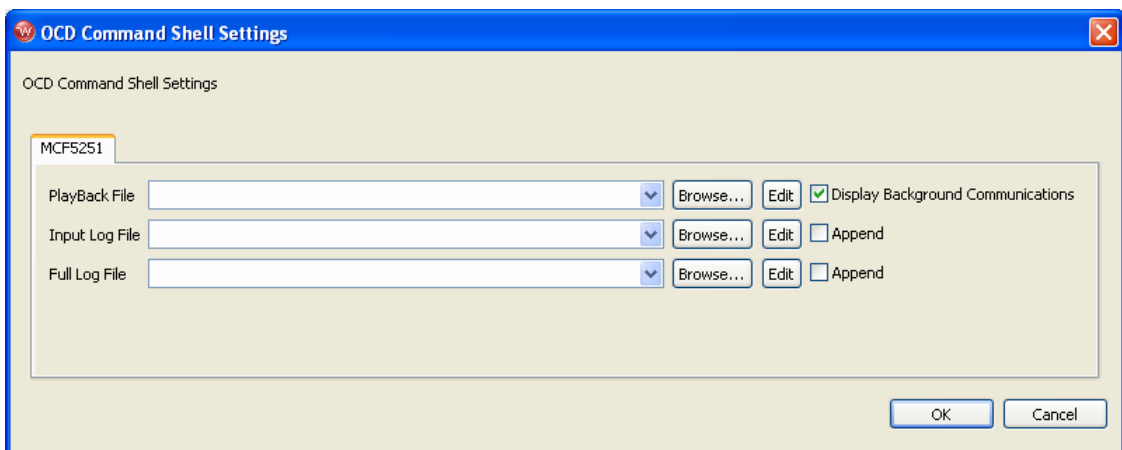 OCD Command Shell Settings
OCD Command Shell Settings
MCF5251
PlayBack File Browse... Edit Display Background Communications
Input Log File Browse... Edit Append
Full Log File Browse... Edit Append
OK Cancel